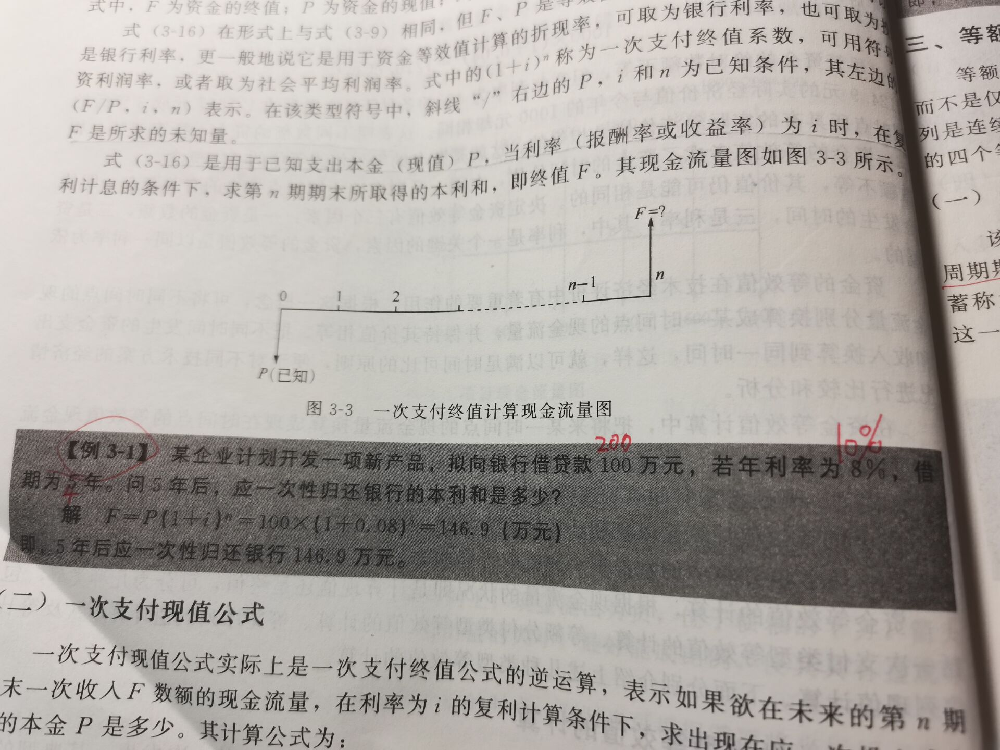 式中，F 为资金的终值；P 为资金的现值；
式（3-16）在形式上与式（3-9）相同，但 F、P 是等效
是银行利率，更一般地说它是用于资金等效值计算的折现率，可取为银行利率，也可取为投
资利润率，或者取为社会平均利润率。式中的(1+i)ⁿ称为一次支付终值系数，可用符号
(F/P，i，n) 表示。在该类型符号中，斜线“/”右边的 P，i 和 n 为已知条件，其左边的
F 是所求的未知量。
式（3-16）是用于已知支出本金（现值）P，当利率（报酬率或收益率）为 i 时，在复
利计息的条件下，求第 n 期期末所取得的本利和，即终值 F。其现金流量图如图 3-3 所示。
F=?
n
n-1
0 1 2
P(已知)
图 3-3 一次支付终值计算现金流量图
200 10%
【例 3-1】 某企业计划开发一项新产品，拟向银行借贷款 100 万元，若年利率为 8%，借
期为 5 年。问 5 年后，应一次性归还银行的本利和是多少？
4
解 F=P(1+i)ⁿ=100×(1+0.08)⁵=146.9 (万元)
即，5 年后应一次性归还银行 146.9 万元。
（二）一次支付现值公式
一次支付现值公式实际上是一次支付终值公式的逆运算，表示如果欲在未来的第 n 期
末一次收入 F 数额的现金流量，在利率为 i 的复利计算条件下，求出现在应一次
的本金 P 是多少。其计算公式为：
三、等额
等额
而不是仅
列是连续
的四个等
（一）
该
周期期
蓄称
这一